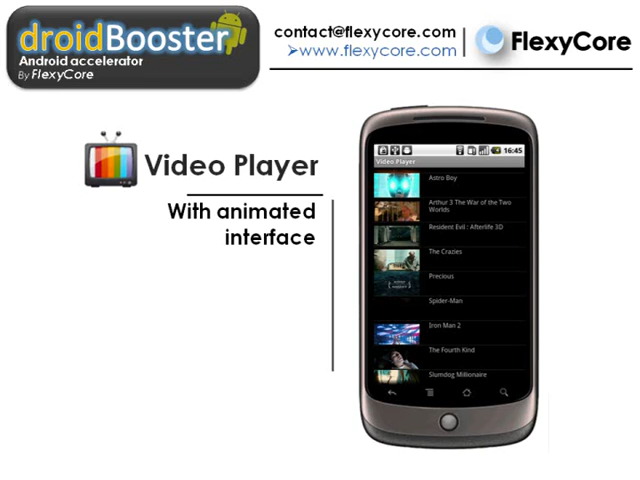 droidBooster
Android accelerator
By FlexyCore
contact@flexycore.com
➢www.flexycore.com
FlexyCore
Video Player
With animated
interface
16:45
Video Player
Astro Boy
Arthur 3 The War of the Two
Worlds
Resident Evil : Afterlife 3D
The Crazies
Precious
Spider-Man
Iron Man 2
The Fourth Kind
Slumdog Millionaire